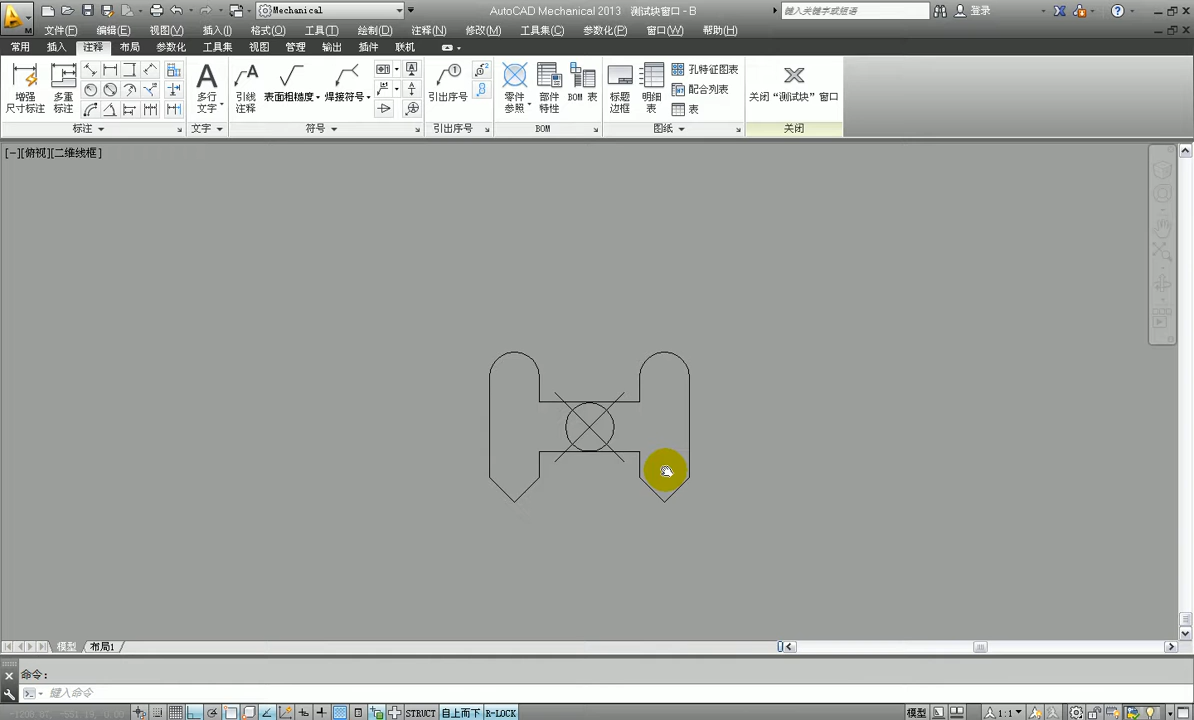 Mechanical
AutoCAD Mechanical 2013 测试块窗口 - B
键入关键字或短语
登录
文件(F) 编辑(E) 视图(V) 插入(I) 格式(O) 工具(T) 绘制(D) 注释(N) 修改(M) 工具集(C) 参数化(P) 窗口(W) 帮助(H)
常用 插入 注释 布局 参数化 工具集 视图 管理 输出 插件 联机
增强
尺寸标注
多重
标注
多行
文字
引线
注释
表面粗糙度
焊接符号
引出序号
零件
参照
部件
特性
BOM 表
标题
边框
明细
表
孔特征图表
配合列表
表
关闭“测试块”窗口
标注 文字 符号 引出序号 BOM 图纸 关闭
[-][俯视][二维线框]
模型 布局1
命令:
键入命令
STRUCT 自上而下 R-LOCK
模型
1:1